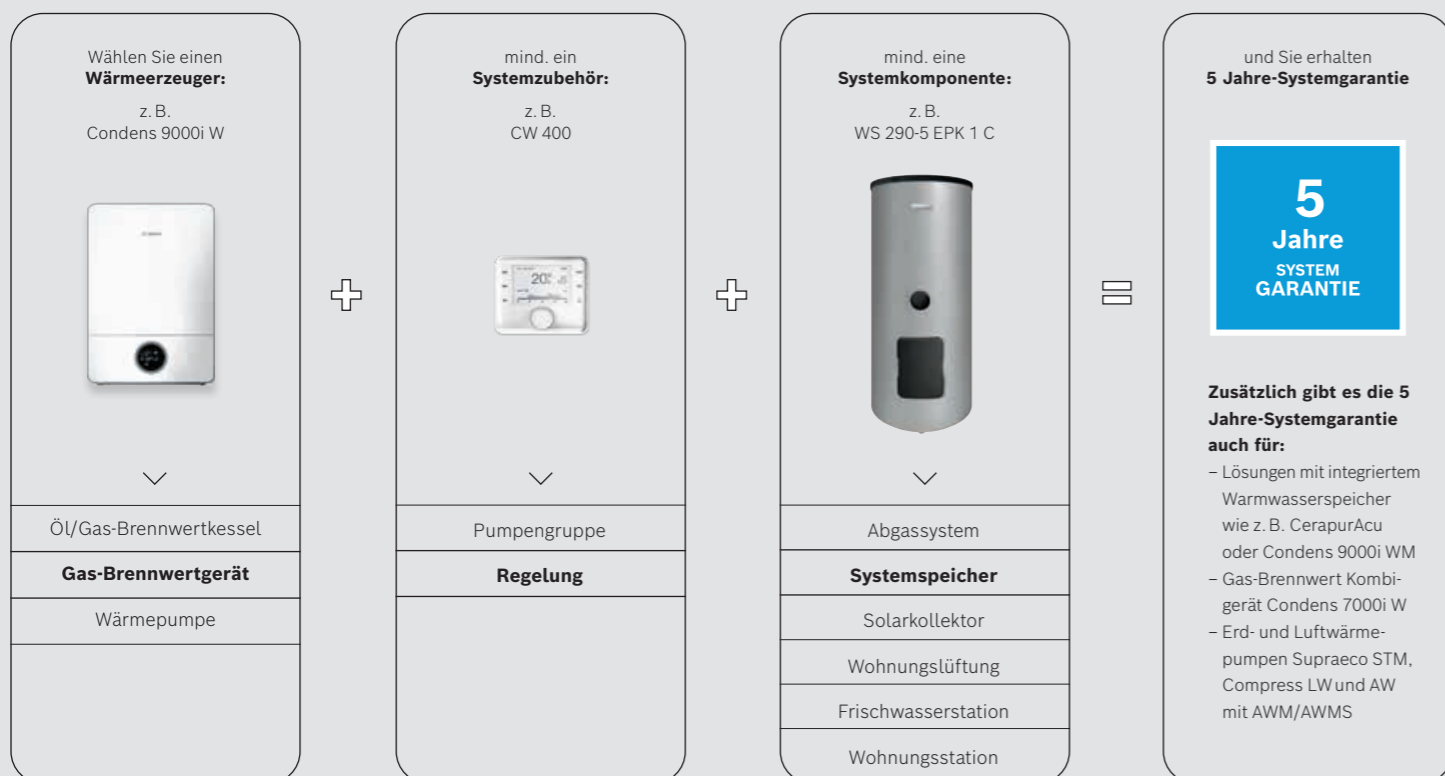 Wählen Sie einen
Wärmeerzeuger:
z. B.
Condens 9000i W
Öl/Gas-Brennwertkessel
Gas-Brennwertgerät
Wärmepumpe
mind. ein
Systemzubehör:
z. B.
CW 400
20
Pumpengruppe
Regelung
mind. eine
Systemkomponente:
z. B.
WS 290-5 EPK 1 C
Abgassystem
Systemspeicher
Solarkollektor
Wohnungslüftung
Frischwasserstation
Wohnungsstation
und Sie erhalten
5 Jahre-Systemgarantie
5
Jahre
SYSTEM
GARANTIE
Zusätzlich gibt es die 5
Jahre-Systemgarantie
auch für:
– Lösungen mit integriertem
Warmwasserspeicher
wie z. B. CerapurAcu
oder Condens 9000i WM
– Gas-Brennwert Kombi-
gerät Condens 7000i W
– Erd- und Luftwärme-
pumpen Supraeco STM,
Compress LW und AW
mit AWM/AWMS